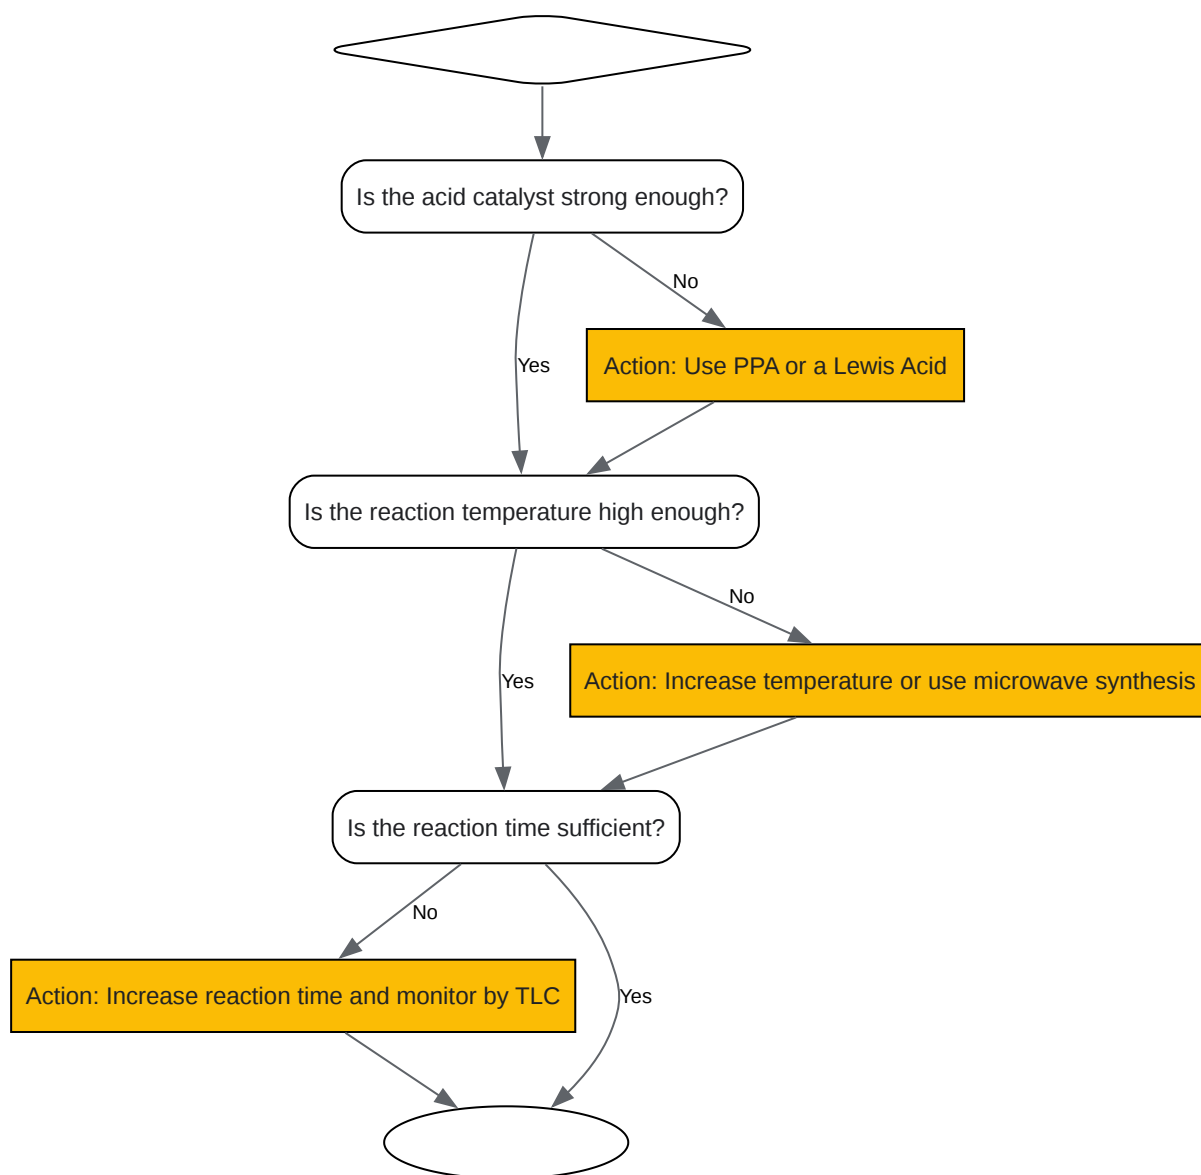 Is the acid catalyst strong enough?
No
Yes
Action: Use PPA or a Lewis Acid
Is the reaction temperature high enough?
No
Yes
Action: Increase temperature or use microwave synthesis
Is the reaction time sufficient?
No
Action: Increase reaction time and monitor by TLC
Yes